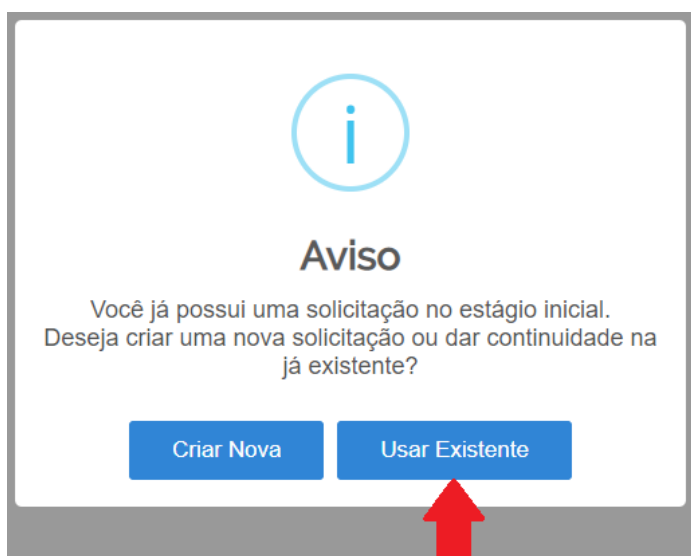 i
Aviso
Você já possui uma solicitação no estágio inicial.
Deseja criar uma nova solicitação ou dar continuidade na
já existente?
Criar Nova
Usar Existente